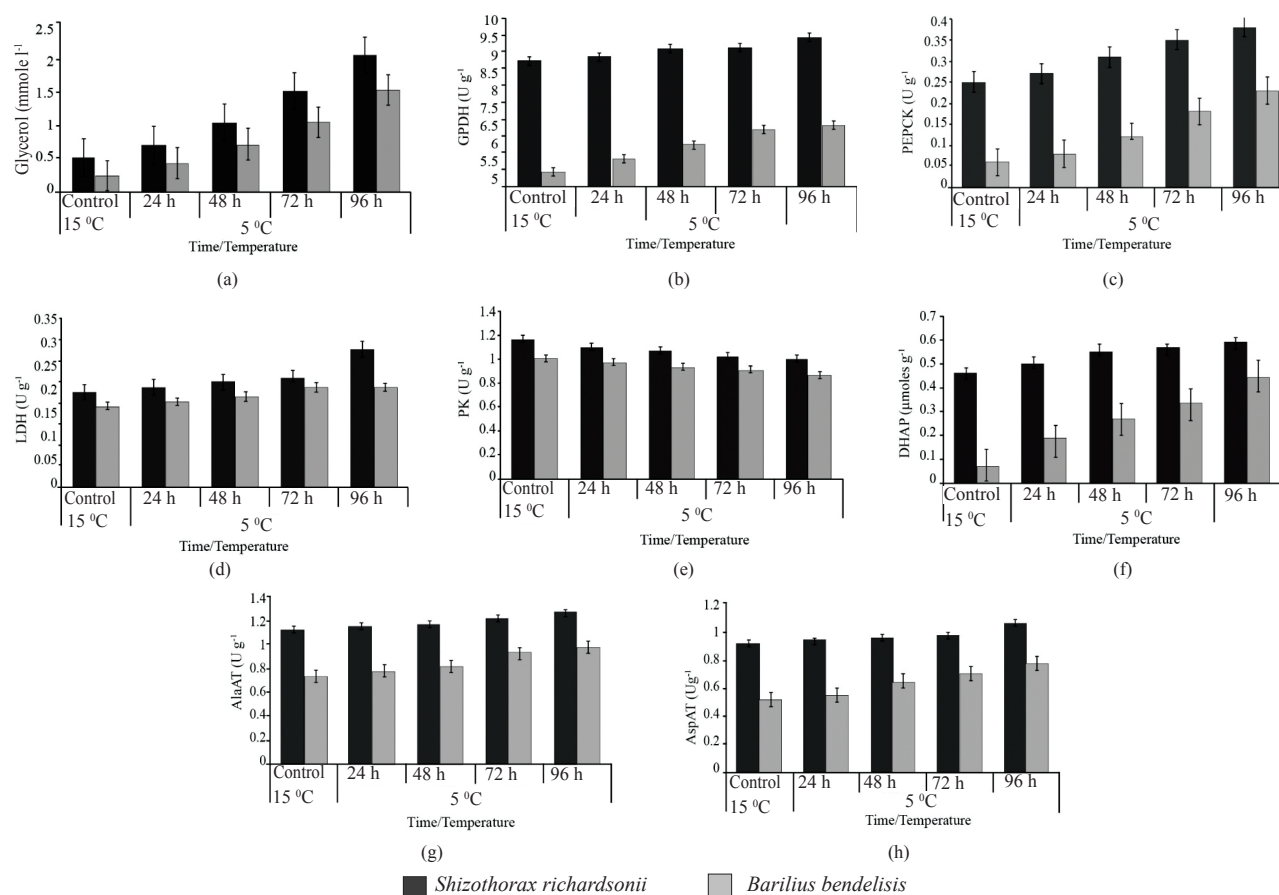 2.5
2
1.5
1
0.5
0
Glycerol (mmole l⁻¹)
Control 24 h 48 h 72 h 96 h
15 ⁰C 5 ⁰C
Time/Temperature
(a)
10
9.5
9
8.5
8
7.5
6.5
5.5
5
GPDH (U g⁻¹)
Control 24 h 48 h 72 h 96 h
15 ⁰C 5 ⁰C
Time/Temperature
(b)
0.4
0.35
0.3
0.25
0.2
0.15
0.1
0.05
0
PEPCK (U g⁻¹)
Control 24 h 48 h 72 h 96 h
15 ⁰C 5 ⁰C
Time/Temperature
(c)
0.35
0.3
0.25
0.2
0.15
0.1
0.05
0
LDH (U g⁻¹)
Control 24 h 48 h 72 h 96 h
15 ⁰C 5 ⁰C
Time/Temperature
(d)
1.4
1.2
1
0.8
0.6
0.4
0.2
0
PK (U g⁻¹)
Control 24 h 48 h 72 h 96 h
15 ⁰C 5 ⁰C
Time/Temperature
(e)
0.7
0.6
0.5
0.4
0.3
0.2
0.1
0
DHAP (µmoles g⁻¹)
Control 24 h 48 h 72 h 96 h
15 ⁰C 5 ⁰C
Time/Temperature
(f)
1.4
1.2
1
0.8
0.6
0.4
0.2
0
AlaAT (U g⁻¹)
Control 24 h 48 h 72 h 96 h
15 ⁰C 5 ⁰C
Time/Temperature
(g)
1.2
1
0.8
0.6
0.4
0.2
0
AspAT (Ug⁻¹)
Control 24 h 48 h 72 h 96 h
15 ⁰C 5 ⁰C
Time/Temperature
(h)
Shizothorax richardsonii Barilius bendelisis